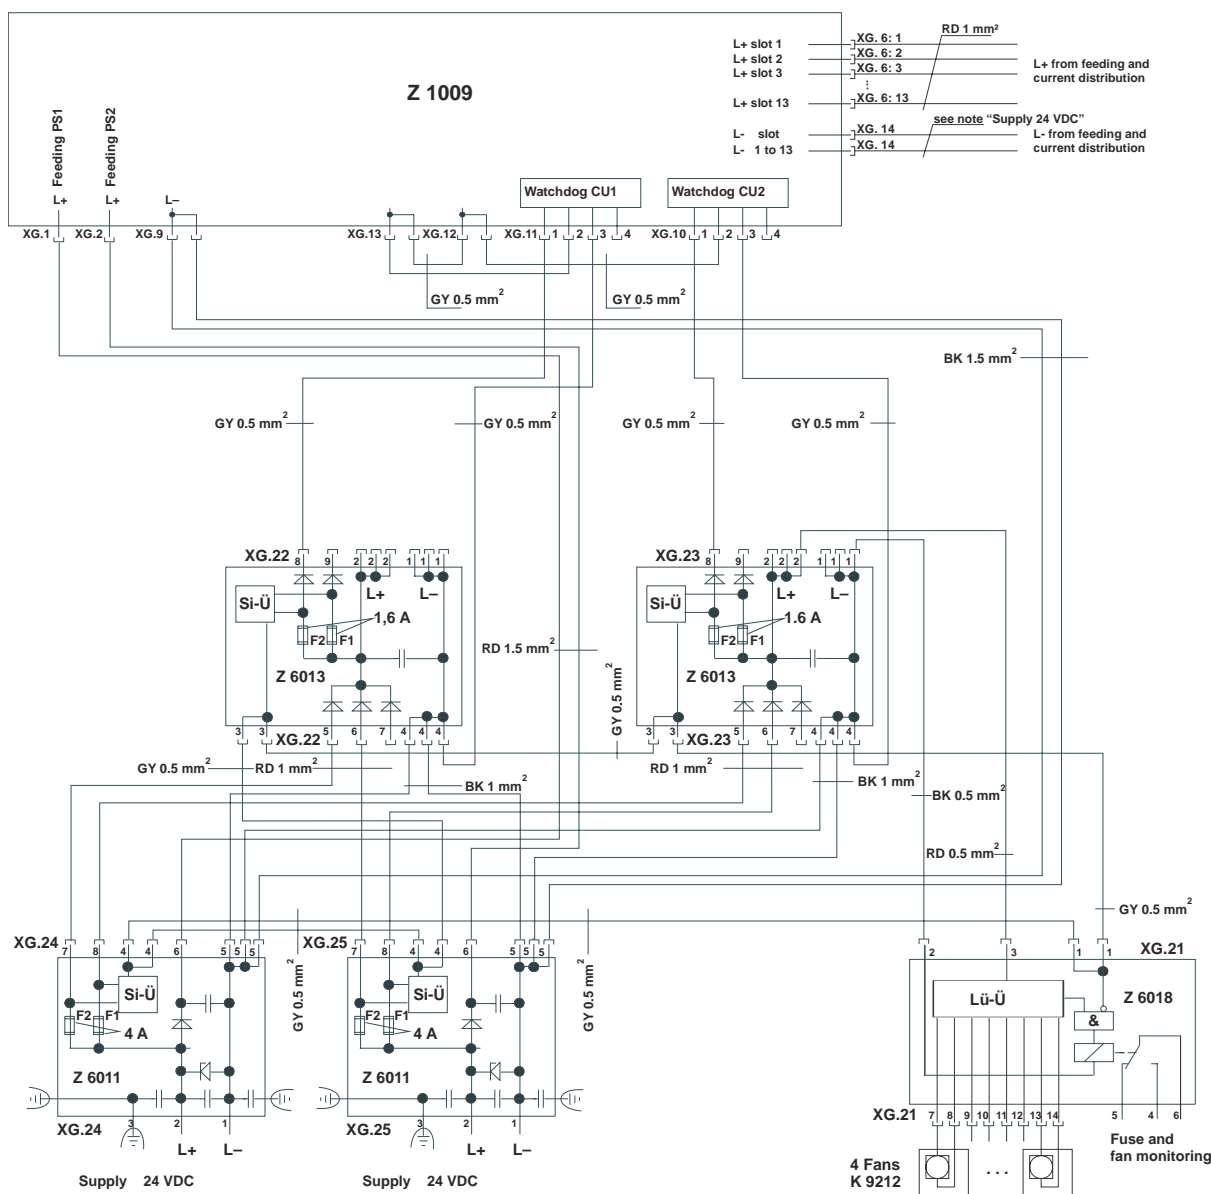 Z 1009
L+ slot 1
L+ slot 2
L+ slot 3
L+ slot 13
L- slot
L- 1 to 13
XG. 6: 1
XG. 6: 2
XG. 6: 3
⋮
XG. 6: 13
XG. 14
XG. 14
RD 1 mm²
L+ from feeding and
current distribution
see note “Supply 24 VDC”
L- from feeding and
current distribution
L+ Feeding PS1
L+ Feeding PS2
L–
Watchdog CU1
Watchdog CU2
XG.1 XG.2 XG.9 XG.13 XG.12 XG.11 1 2 3 4 XG.10 1 2 3 4
GY 0.5 mm²
GY 0.5 mm²
BK 1.5 mm²
GY 0.5 mm²
GY 0.5 mm²
GY 0.5 mm²
GY 0.5 mm²
XG.22
8 9 2 2 2 1 1 1
L+ L–
Si-Ü
1,6 A
F2 F1
Z 6013
3 3 5 6 7 4 4 4
XG.22
RD 1.5 mm²
GY 0.5 mm²
XG.23
8 9 2 2 2 1 1 1
L+ L–
Si-Ü
1.6 A
F2 F1
Z 6013
3 3 5 6 7 4 4 4
XG.23
GY 0.5 mm²
RD 1 mm²
BK 1 mm²
RD 1 mm²
BK 1 mm²
BK 0.5 mm²
RD 0.5 mm²
GY 0.5 mm²
XG.24
7 8 4 4 6 5 5 5
Si-Ü
F2 F1
4 A
Z 6011
XG.24
3 2 1
L+ L–
Supply 24 VDC
GY 0.5 mm²
XG.25
7 8 4 4 6 5 5 5
Si-Ü
F2 F1
4 A
Z 6011
XG.25
3 2 1
L+ L–
Supply 24 VDC
GY 0.5 mm²
XG.21
2 3 1 1
Lü-Ü
Z 6018
&
XG.21
7 8 9 10 11 12 13 14 5 4 6
Fuse and
fan monitoring
4 Fans
K 9212
...